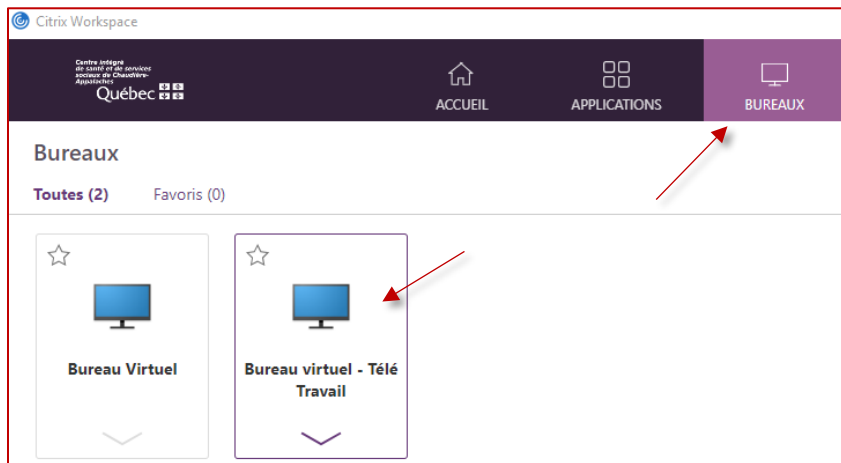 Citrix Workspace
Centre intégré
de santé et de services
sociaux de Chaudière-
Appalaches
Québec
ACCUEIL
APPLICATIONS
BUREAUX
Bureaux
Toutes (2)
Favoris (0)
Bureau Virtuel
Bureau virtuel - Télé
Travail